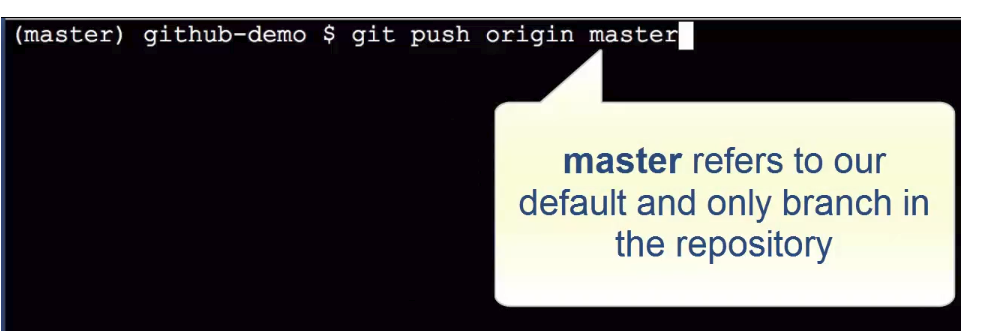 (master) github-demo $ git push origin master
master refers to our
default and only branch in
the repository